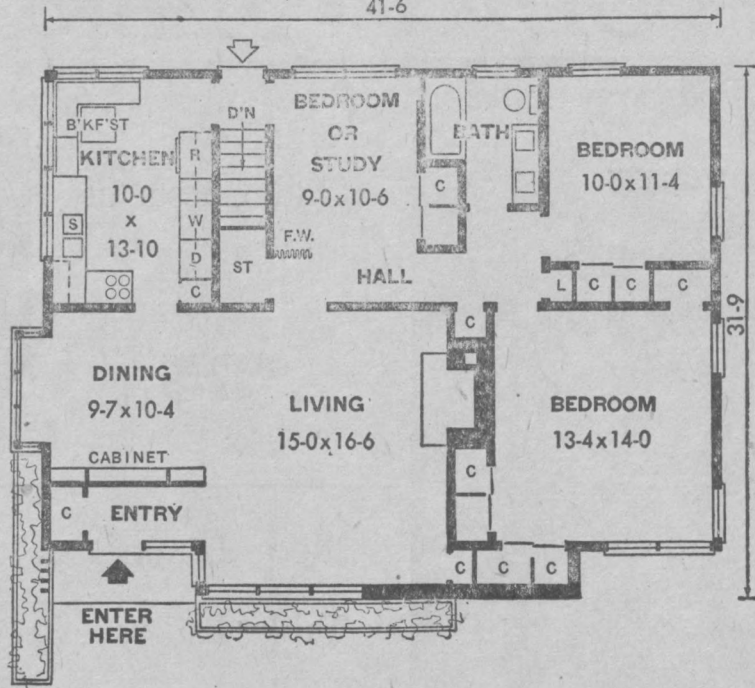 41-6
D'N
BEDROOM
OR
STUDY
9-0x10-6
B'KF'ST
KITCHEN
10-0
x
13-10
R
W
D
C
S
ST
F.W.
HALL
C
BATH
BEDROOM
10-0x11-4
L
C
C
C
31-9
DINING
9-7x10-4
CABINET
LIVING
15-0x16-6
C
C
BEDROOM
13-4x14-0
C
ENTRY
C
C
C
ENTER
HERE